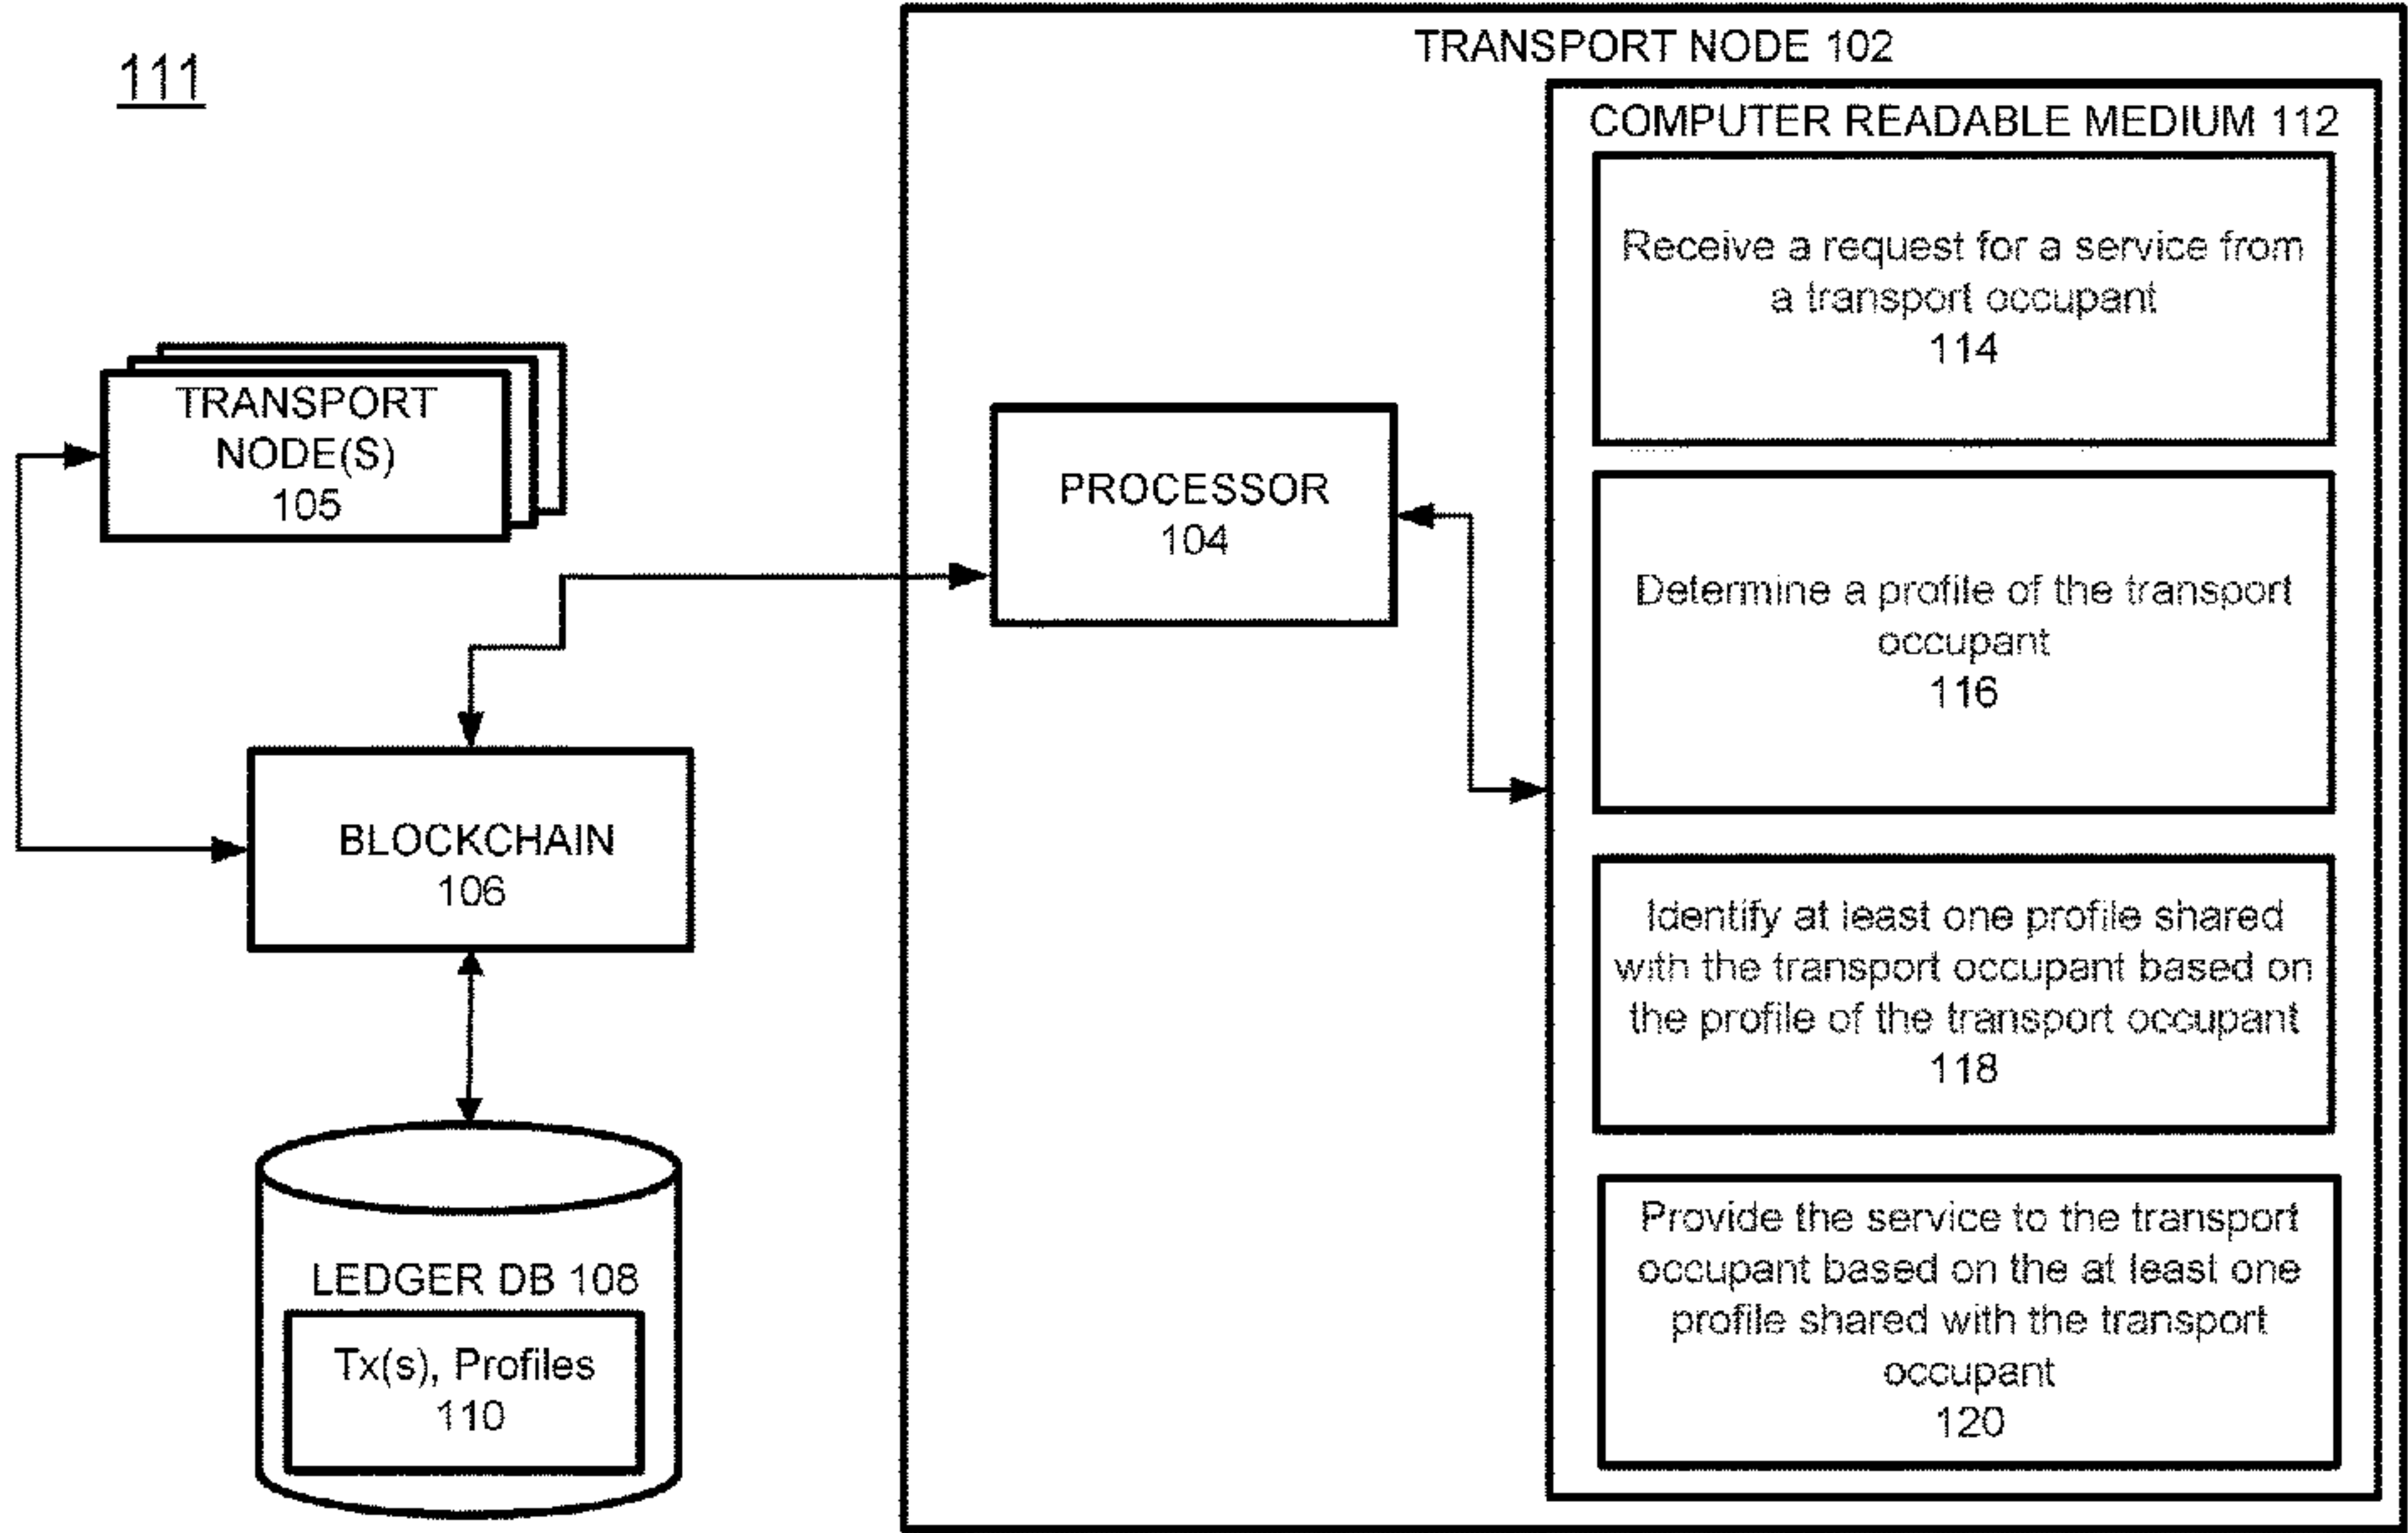 111
TRANSPORT NODE 102
COMPUTER READABLE MEDIUM 112
Receive a request for a service from
a transport occupant
114
Determine a profile of the transport
occupant
116
Identify at least one profile shared
with the transport occupant based on
the profile of the transport occupant
118
Provide the service to the transport
occupant based on the at least one
profile shared with the transport
occupant
120
PROCESSOR
104
TRANSPORT
NODE(S)
105
BLOCKCHAIN
106
LEDGER DB 108
Tx(s), Profiles
110